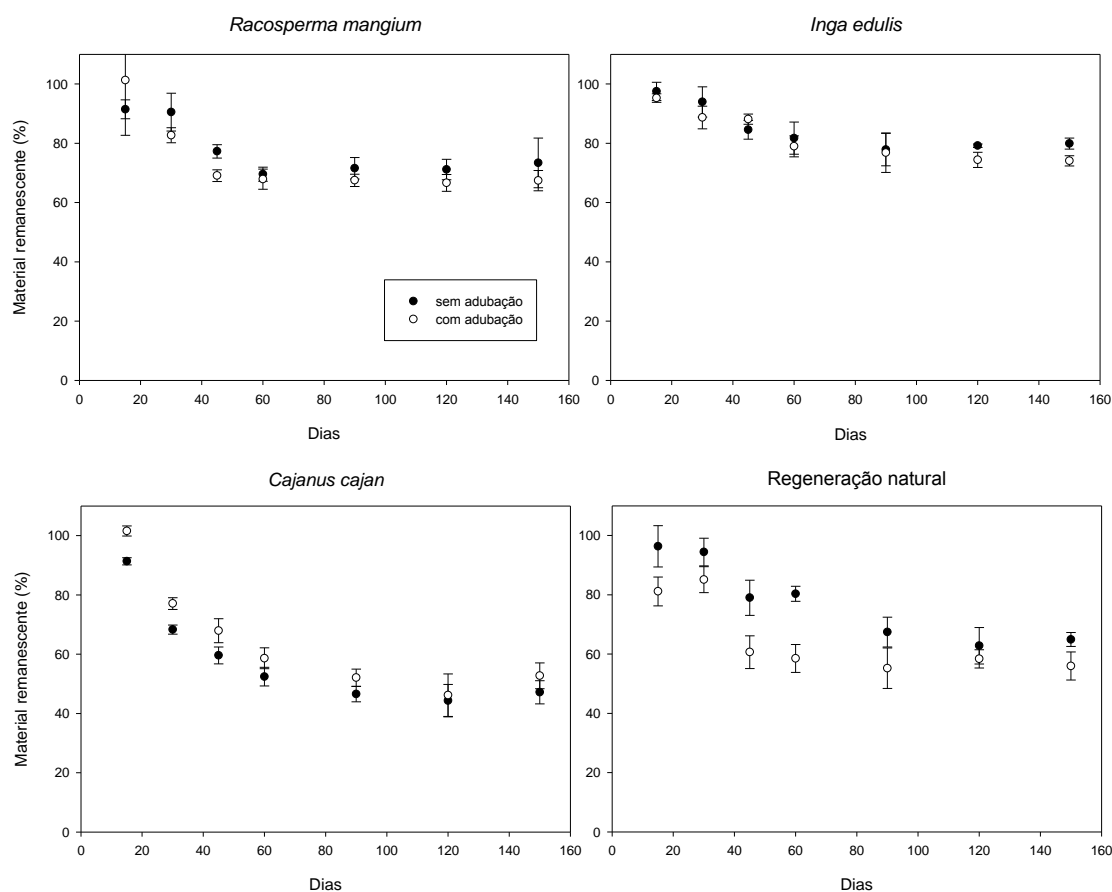 Racosperma mangium
Inga edulis
Material remanescente (%)
100
80
60
40
20
0
sem adubação
com adubação
0 20 40 60 80 100 120 140 160
Dias
100
80
60
40
20
0
0 20 40 60 80 100 120 140 160
Dias
Cajanus cajan
Regeneração natural
Material remanescente (%)
100
80
60
40
20
0
0 20 40 60 80 100 120 140 160
Dias
100
80
60
40
20
0
0 20 40 60 80 100 120 140 160
Dias